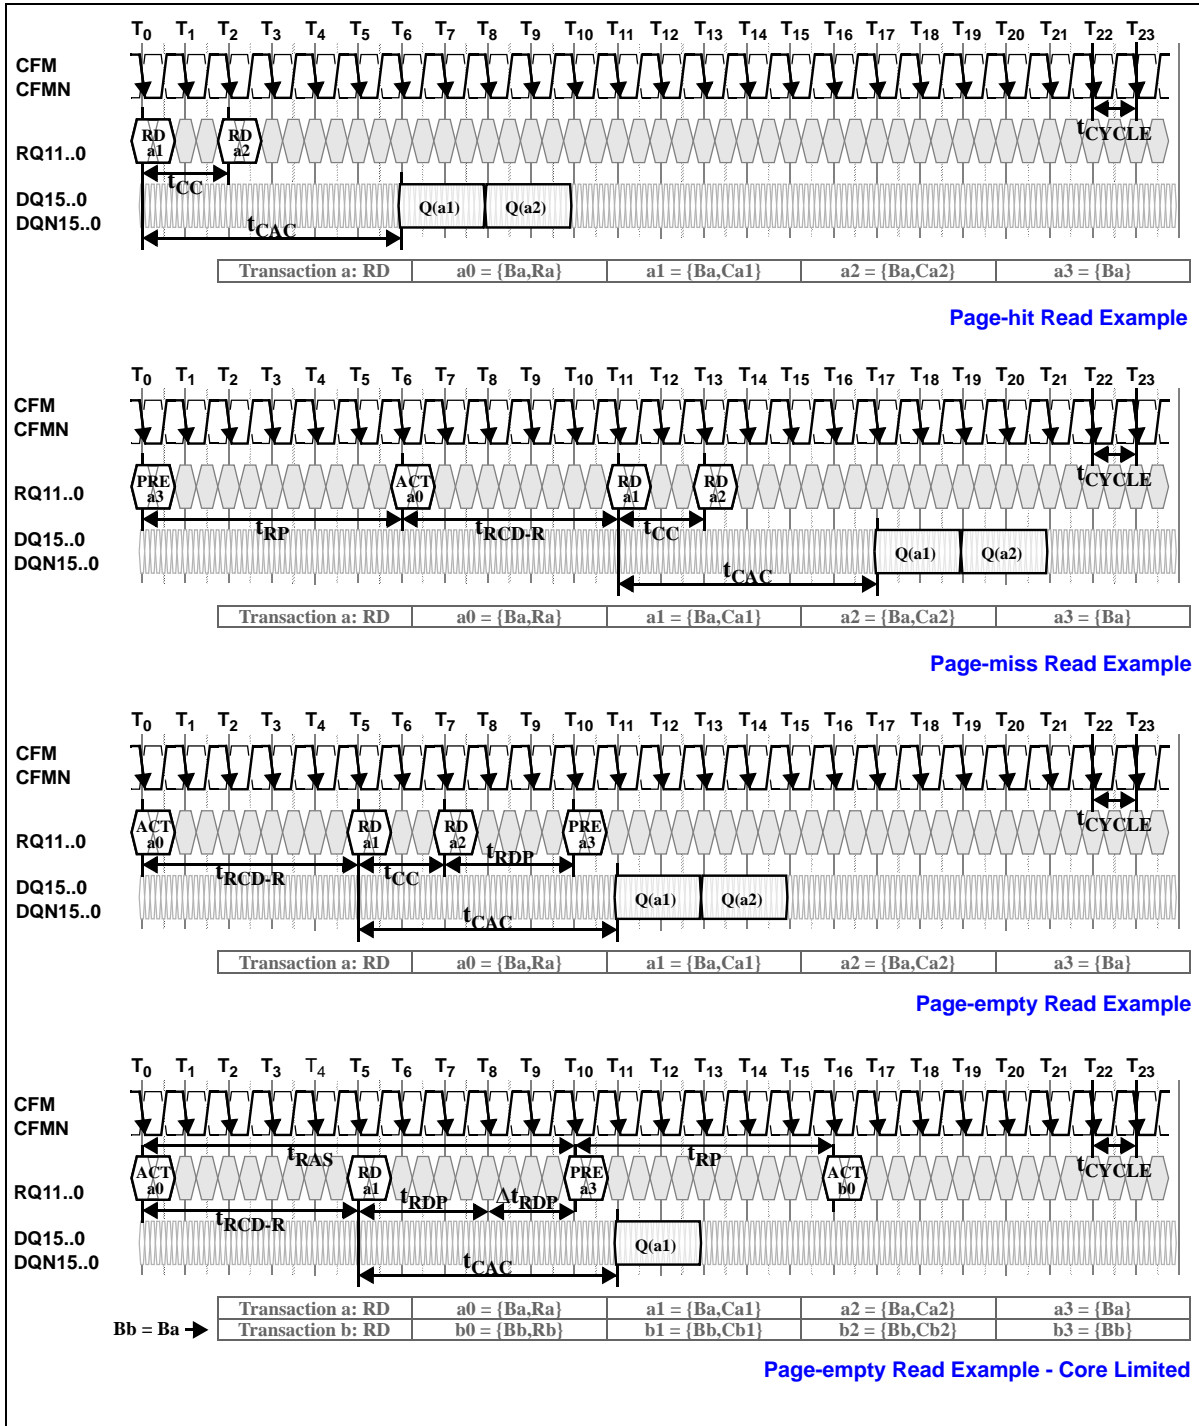 T0 T1 T2 T3 T4 T5 T6 T7 T8 T9 T10 T11 T12 T13 T14 T15 T16 T17 T18 T19 T20 T21 T22 T23
CFM
CFMN
RD a1 RD a2
RQ11..0
tCYCLE
tCC
DQ15..0
DQN15..0
Q(a1) Q(a2)
tCAC
Transaction a: RD a0 = {Ba,Ra} a1 = {Ba,Ca1} a2 = {Ba,Ca2} a3 = {Ba}
Page-hit Read Example
T0 T1 T2 T3 T4 T5 T6 T7 T8 T9 T10 T11 T12 T13 T14 T15 T16 T17 T18 T19 T20 T21 T22 T23
CFM
CFMN
PRE a3 ACT a0 RD a1 RD a2
RQ11..0
tCYCLE
tRP tRCD-R tCC
DQ15..0
DQN15..0
Q(a1) Q(a2)
tCAC
Transaction a: RD a0 = {Ba,Ra} a1 = {Ba,Ca1} a2 = {Ba,Ca2} a3 = {Ba}
Page-miss Read Example
T0 T1 T2 T3 T4 T5 T6 T7 T8 T9 T10 T11 T12 T13 T14 T15 T16 T17 T18 T19 T20 T21 T22 T23
CFM
CFMN
ACT a0 RD a1 RD a2 PRE a3
RQ11..0
tCYCLE
tRCD-R tCC tRDP
DQ15..0
DQN15..0
Q(a1) Q(a2)
tCAC
Transaction a: RD a0 = {Ba,Ra} a1 = {Ba,Ca1} a2 = {Ba,Ca2} a3 = {Ba}
Page-empty Read Example
T0 T1 T2 T3 T4 T5 T6 T7 T8 T9 T10 T11 T12 T13 T14 T15 T16 T17 T18 T19 T20 T21 T22 T23
CFM
CFMN
tRAS tRP
ACT a0 RD a1 PRE a3 ACT b0
RQ11..0
tCYCLE
tRCD-R tRDP ΔtRDP
DQ15..0
DQN15..0
Q(a1)
tCAC
Transaction a: RD a0 = {Ba,Ra} a1 = {Ba,Ca1} a2 = {Ba,Ca2} a3 = {Ba}
Bb = Ba Transaction b: RD b0 = {Bb,Rb} b1 = {Bb,Cb1} b2 = {Bb,Cb2} b3 = {Bb}
Page-empty Read Example - Core Limited